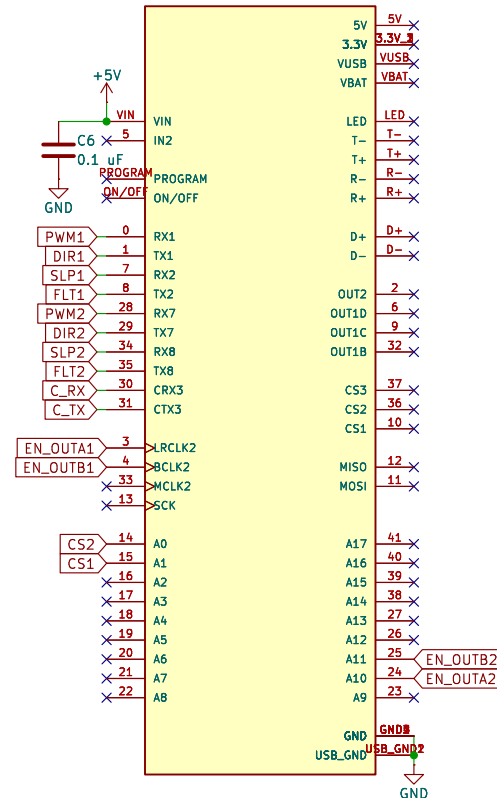 5V 5V
+5V 3.3V 3.3V_1
VUSB VUSB
VBAT VBAT
VIN VIN LED LED
C6 0.1 uF 5 IN2 T- T-
T+ T+
PROGRAM PROGRAM R- R-
ON/OFF ON/OFF R+ R+
GND
PWM1 0 RX1 D+ D+
DIR1 1 TX1 D- D-
SLP1 7 RX2
FLT1 8 TX2 OUT2 2
PWM2 28 RX7 OUT1D 6
DIR2 29 TX7 OUT1C 9
SLP2 34 RX8 OUT1B 32
FLT2 35 TX8
C_RX 30 CRX3 CS3 37
C_TX 31 CTX3 CS2 36
CS1 10
EN_OUTA1 3 LRCLK2
EN_OUTB1 4 BCLK2 MISO 12
33 MCLK2 MOSI 11
13 SCK
CS2 14 A0 A17 41
CS1 15 A1 A16 40
16 A2 A15 39
17 A3 A14 38
18 A4 A13 27
19 A5 A12 26
20 A6 A11 25 EN_OUTB2
21 A7 A10 24 EN_OUTA2
22 A8 A9 23
GND
USB_GND
GND